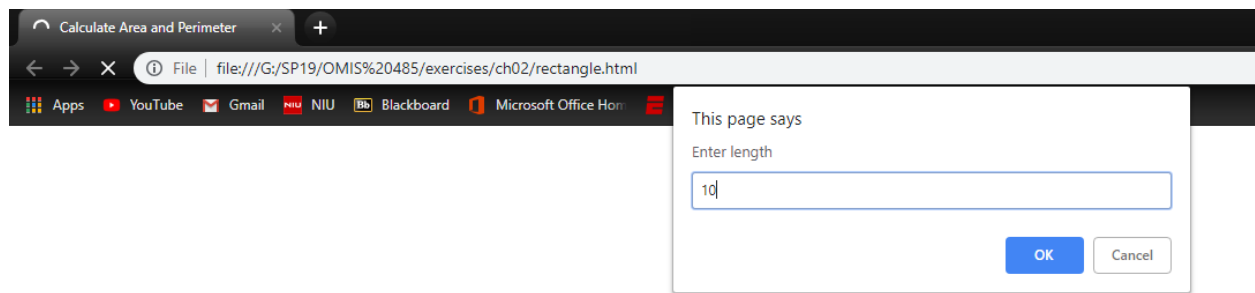 Calculate Area and Perimeter
File | file:///G:/SP19/OMIS%20485/exercises/ch02/rectangle.html
Apps YouTube Gmail NIU NIU Bb Blackboard Microsoft Office Hom
This page says
Enter length
10
OK Cancel